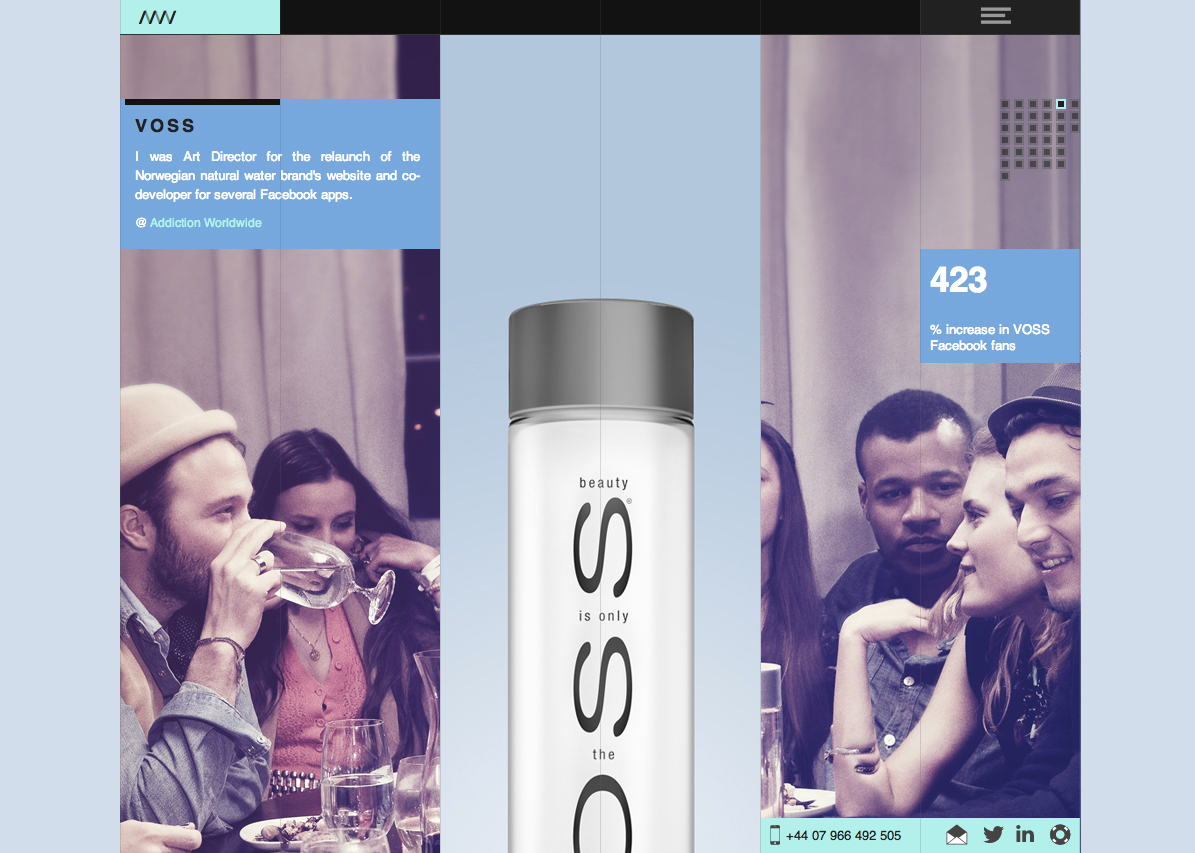 VOSS
I was Art Director for the relaunch of the
Norwegian natural water brand's website and co-
developer for several Facebook apps.
@ Addiction Worldwide
423
% increase in VOSS
Facebook fans
beauty
S®
is only
S
the
O
+44 07 966 492 505
in